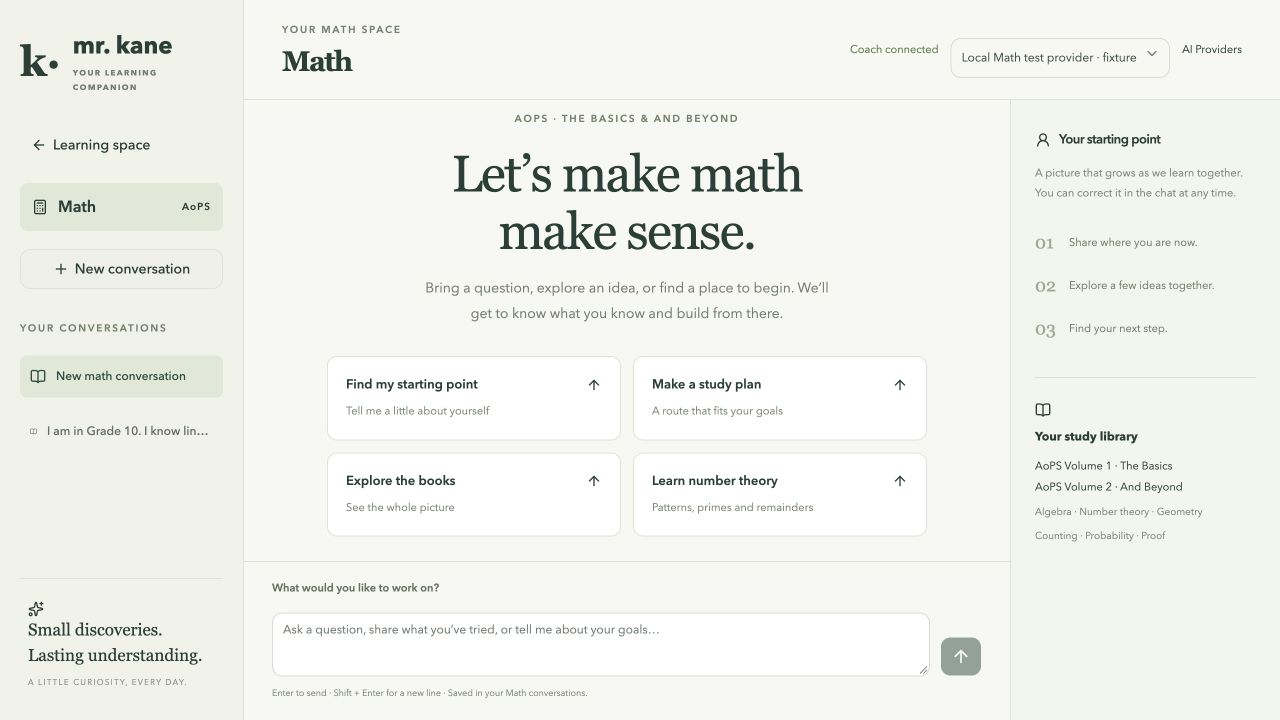 k.
mr. kane
YOUR LEARNING
COMPANION
Learning space
Math
AoPS
New conversation
YOUR CONVERSATIONS
New math conversation
I am in Grade 10. I know lin…
Small discoveries.
Lasting understanding.
A LITTLE CURIOSITY, EVERY DAY.
YOUR MATH SPACE
Math
Coach connected
Local Math test provider · fixture
AI Providers
AOPS · THE BASICS & AND BEYOND
Let’s make math
make sense.
Bring a question, explore an idea, or find a place to begin. We’ll
get to know what you know and build from there.
Find my starting point
Tell me a little about yourself
Make a study plan
A route that fits your goals
Explore the books
See the whole picture
Learn number theory
Patterns, primes and remainders
What would you like to work on?
Ask a question, share what you’ve tried, or tell me about your goals…
Enter to send · Shift + Enter for a new line · Saved in your Math conversations.
Your starting point
A picture that grows as we learn together.
You can correct it in the chat at any time.
01 Share where you are now.
02 Explore a few ideas together.
03 Find your next step.
Your study library
AoPS Volume 1 · The Basics
AoPS Volume 2 · And Beyond
Algebra · Number theory · Geometry
Counting · Probability · Proof